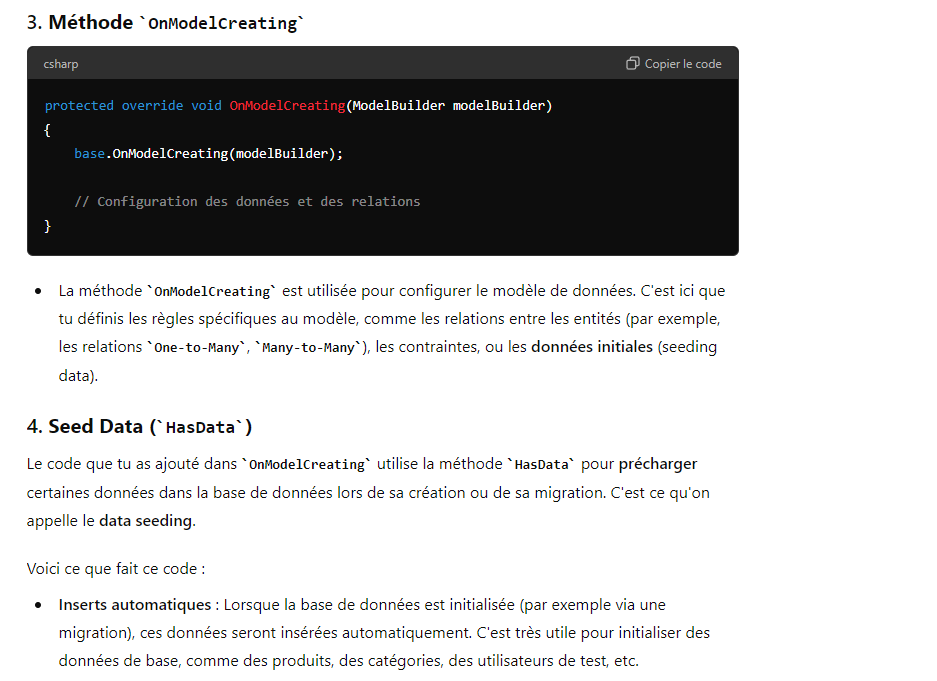 3. Méthode `OnModelCreating`
csharp
Copier le code
protected override void OnModelCreating(ModelBuilder modelBuilder)
{
    base.OnModelCreating(modelBuilder);
    // Configuration des données et des relations
}
• La méthode `OnModelCreating` est utilisée pour configurer le modèle de données. C'est ici que
tu définis les règles spécifiques au modèle, comme les relations entre les entités (par exemple,
les relations `One-to-Many`, `Many-to-Many`), les contraintes, ou les données initiales (seeding
data).
4. Seed Data (`HasData`)
Le code que tu as ajouté dans `OnModelCreating` utilise la méthode `HasData` pour précharger
certaines données dans la base de données lors de sa création ou de sa migration. C'est ce qu'on
appelle le data seeding.
Voici ce que fait ce code :
• Inserts automatiques : Lorsque la base de données est initialisée (par exemple via une
migration), ces données seront insérées automatiquement. C'est très utile pour initialiser des
données de base, comme des produits, des catégories, des utilisateurs de test, etc.